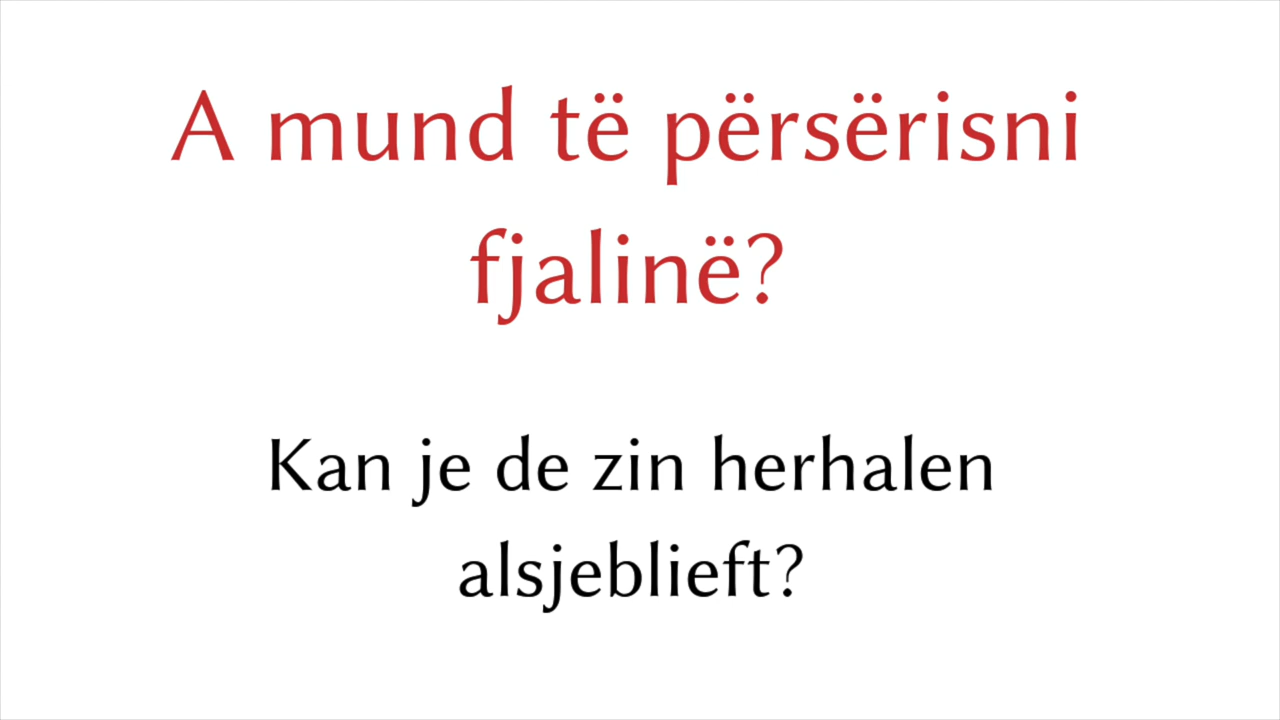 A mund të përsërisni
fjalinë?
Kan je de zin herhalen
alsjeblieft?